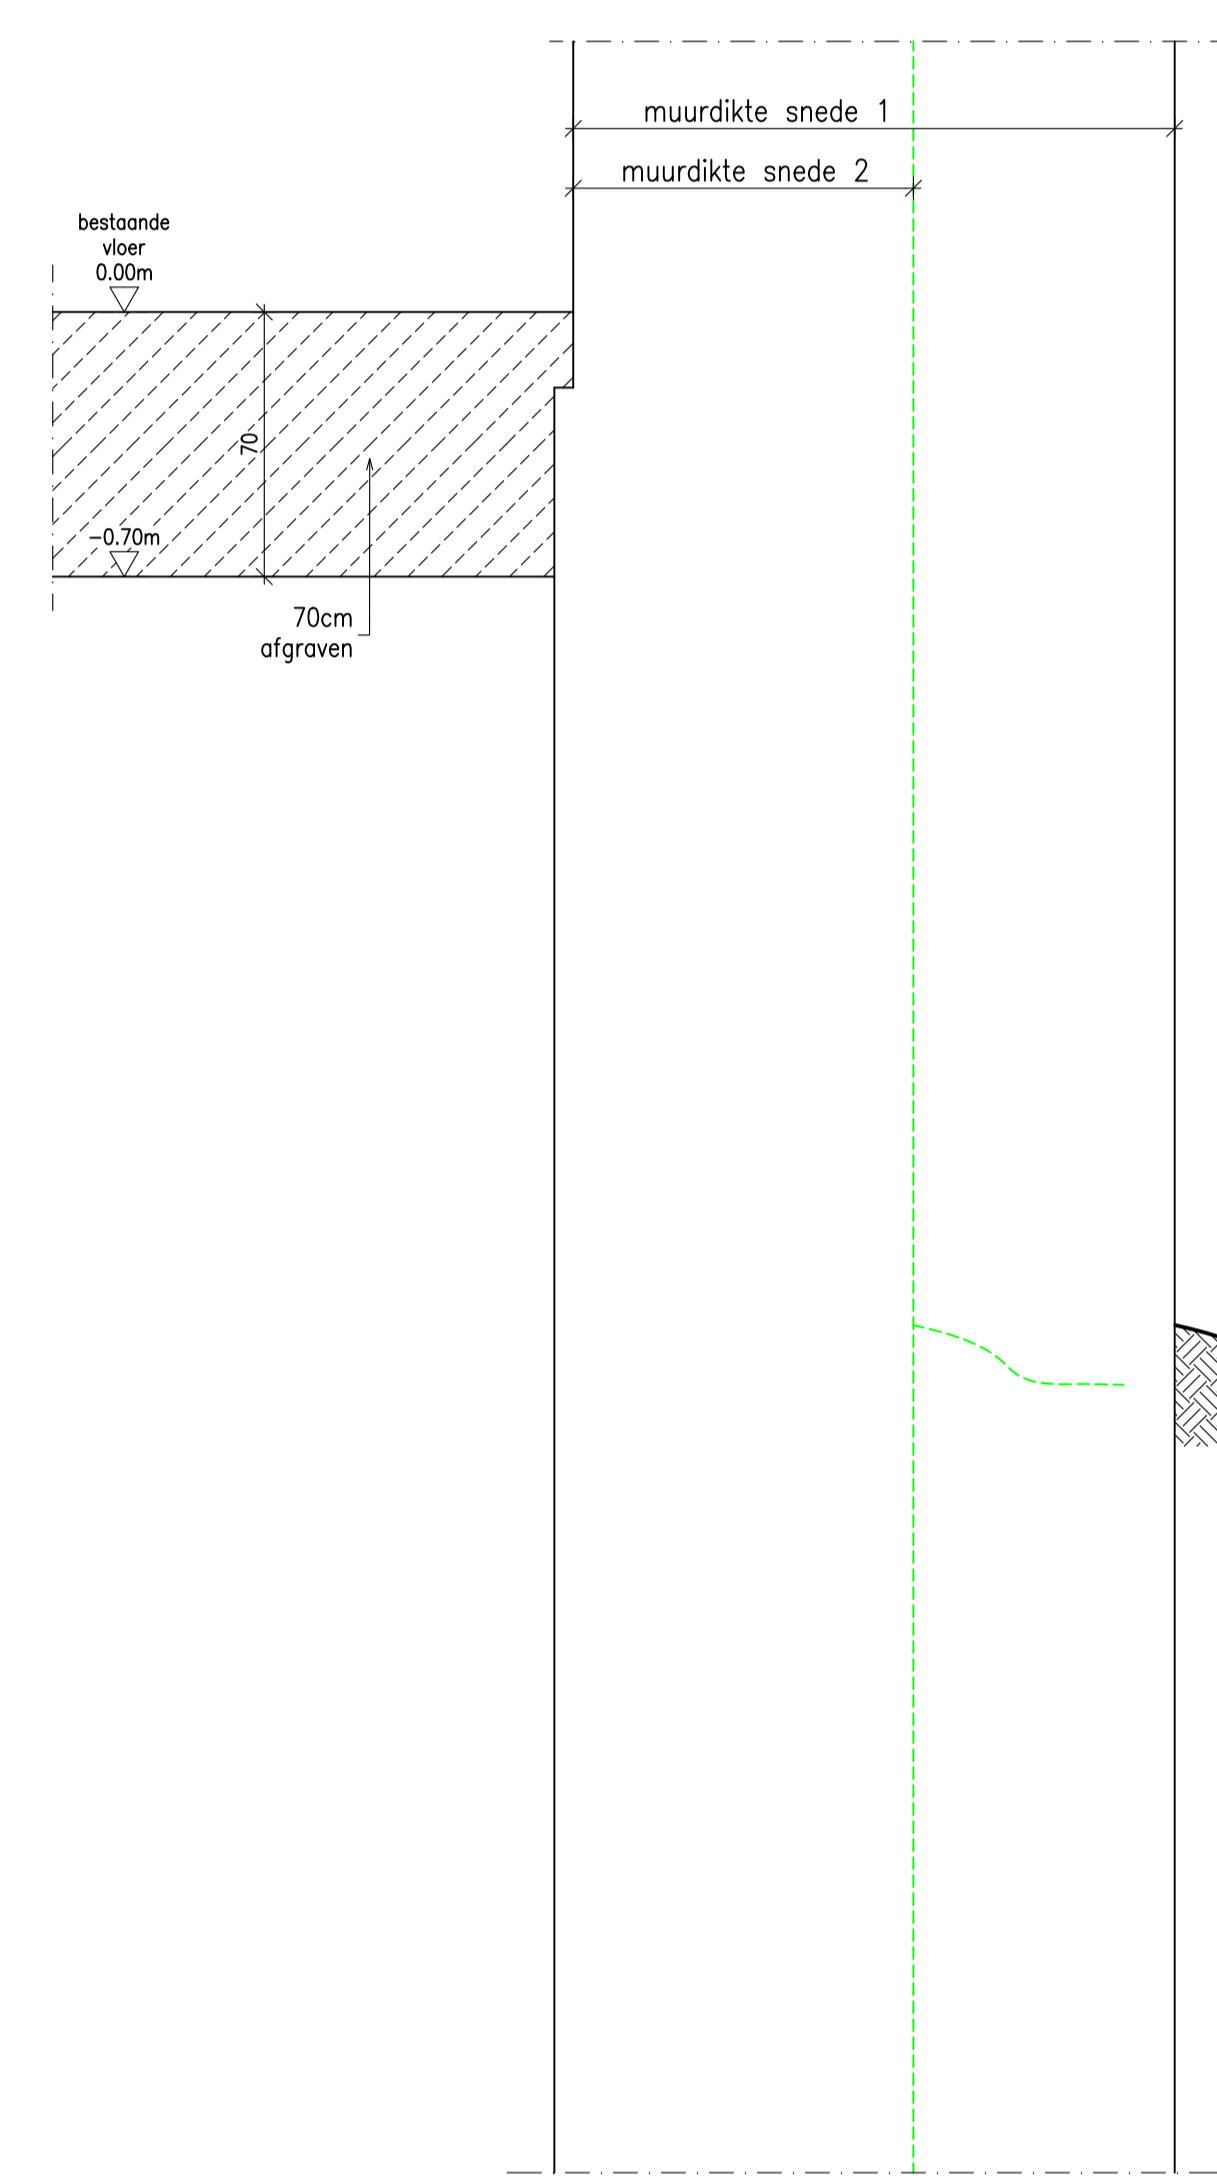 muurdikte snede 1
muurdikte snede 2
bestaande
vloer
0.00m
70
-0.70m
70cm
afgraven